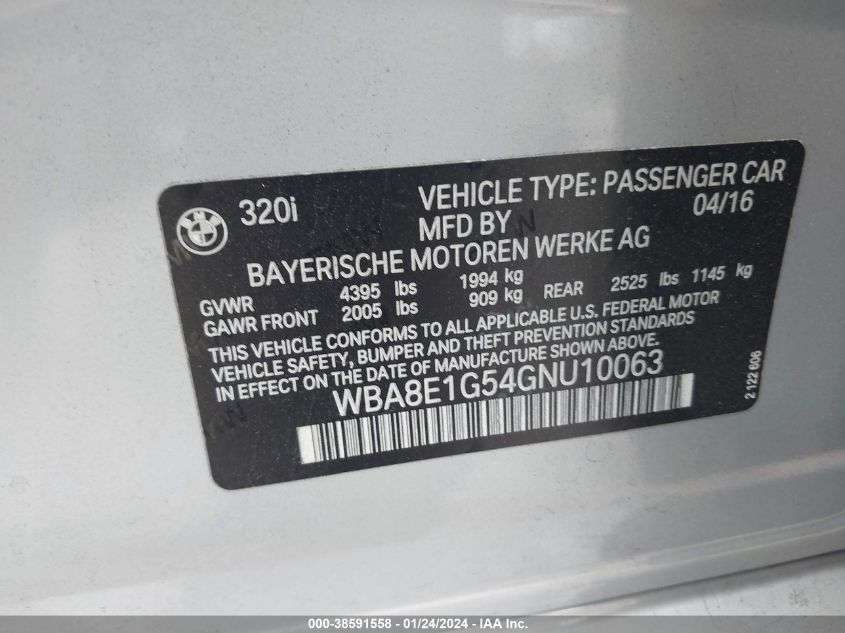 BMW
320i
VEHICLE TYPE: PASSENGER CAR
MFD BY
04/16
BAYERISCHE MOTOREN WERKE AG
GVWR 4395 lbs 1994 kg
GAWR FRONT 2005 lbs 909 kg REAR 2525 lbs 1145 kg
THIS VEHICLE CONFORMS TO ALL APPLICABLE U.S. FEDERAL MOTOR
VEHICLE SAFETY, BUMPER AND THEFT PREVENTION STANDARDS
IN EFFECT ON THE DATE OF MANUFACTURE SHOWN ABOVE.
WBA8E1G54GNU10063
2 122 606
000-38591558 - 01/24/2024 - IAAI.com